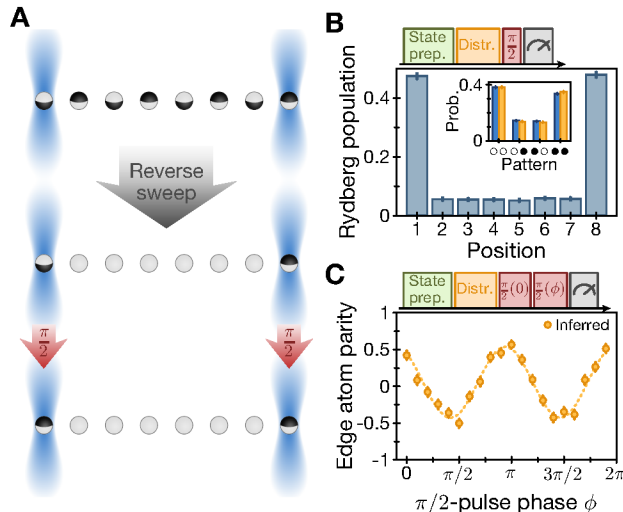 A
Reverse
sweep
π/2
π/2
B
State
prep.
Distr.
π/2
Rydberg population
0.4
0.2
0
Prob.
0.4
0
Pattern
1 2 3 4 5 6 7 8
Position
C
State
prep.
Distr.
π/2(0)
π/2(ϕ)
Edge atom parity
1
0.5
0
-0.5
-1
Inferred
0 π/2 π 3π/2 2π
π/2-pulse phase ϕ